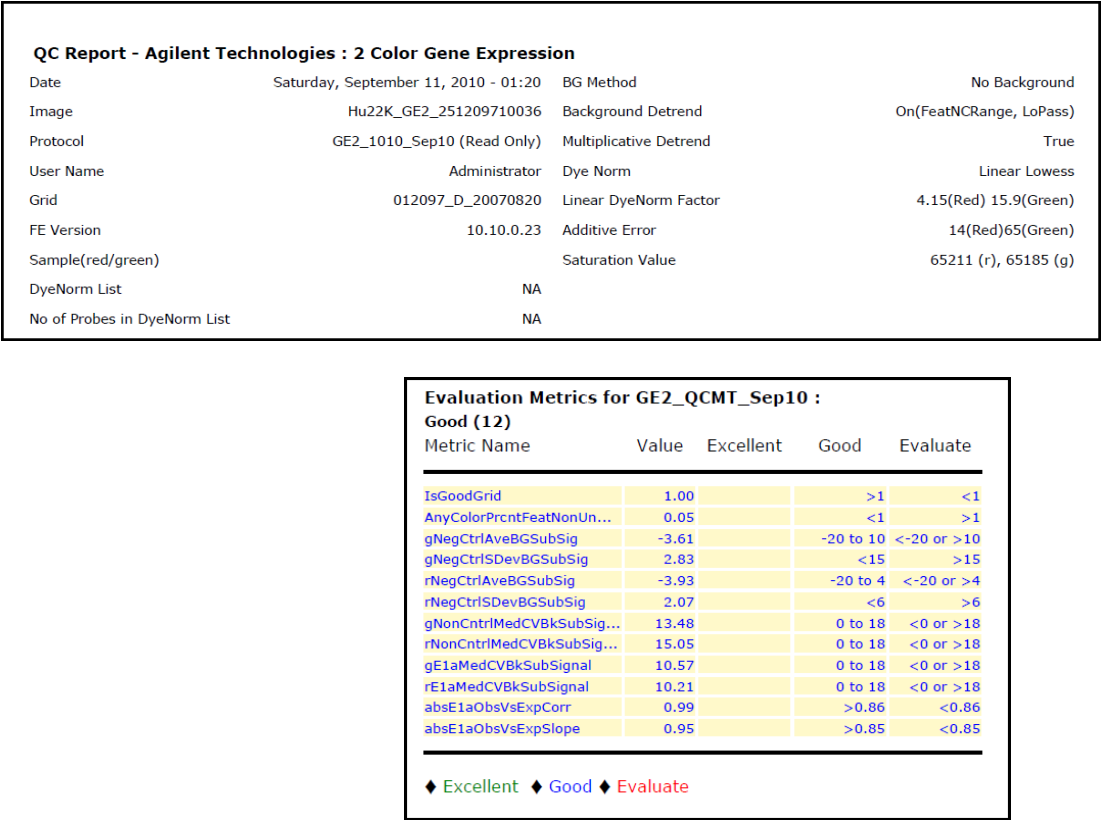 QC Report - Agilent Technologies : 2 Color Gene Expression
Date Saturday, September 11, 2010 - 01:20 BG Method No Background
Image Hu22K_GE2_251209710036 Background Detrend On(FeatNCRange, LoPass)
Protocol GE2_1010_Sep10 (Read Only) Multiplicative Detrend True
User Name Administrator Dye Norm Linear Lowess
Grid 012097_D_20070820 Linear DyeNorm Factor 4.15(Red) 15.9(Green)
FE Version 10.10.0.23 Additive Error 14(Red)65(Green)
Sample(red/green) Saturation Value 65211 (r), 65185 (g)
DyeNorm List NA
No of Probes in DyeNorm List NA
Evaluation Metrics for GE2_QCMT_Sep10 :
Good (12)
Metric Name Value Excellent Good Evaluate
IsGoodGrid 1.00 >1 <1
AnyColorPrcntFeatNonUn... 0.05 <1 >1
gNegCtrlAveBGSubSig -3.61 -20 to 10 <-20 or >10
gNegCtrlSDevBGSubSig 2.83 <15 >15
rNegCtrlAveBGSubSig -3.93 -20 to 4 <-20 or >4
rNegCtrlSDevBGSubSig 2.07 <6 >6
gNonCntrlMedCVBkSubSig... 13.48 0 to 18 <0 or >18
rNonCntrlMedCVBkSubSig... 15.05 0 to 18 <0 or >18
gE1aMedCVBkSubSignal 10.57 0 to 18 <0 or >18
rE1aMedCVBkSubSignal 10.21 0 to 18 <0 or >18
absE1aObsVsExpCorr 0.99 >0.86 <0.86
absE1aObsVsExpSlope 0.95 >0.85 <0.85
♦ Excellent ♦ Good ♦ Evaluate